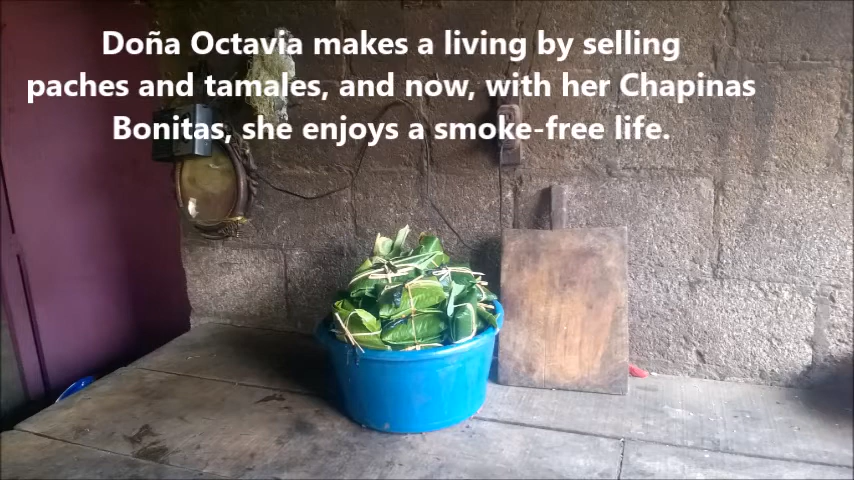 Doña Octavia makes a living by selling
paches and tamales, and now, with her Chapinas
Bonitas, she enjoys a smoke-free life.